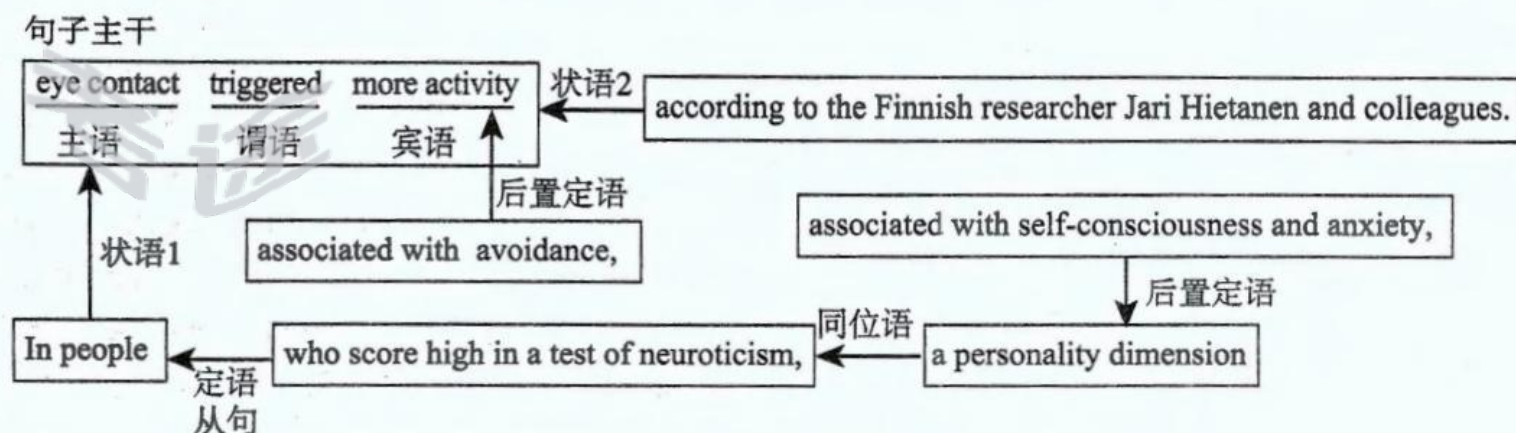 句子主干
eye contact triggered more activity
主语 谓语 宾语
状语2
according to the Finnish researcher Jari Hietanen and colleagues.
后置定语
associated with avoidance,
associated with self-consciousness and anxiety,
状语1
后置定语
In people
定语
从句
who score high in a test of neuroticism,
同位语
a personality dimension